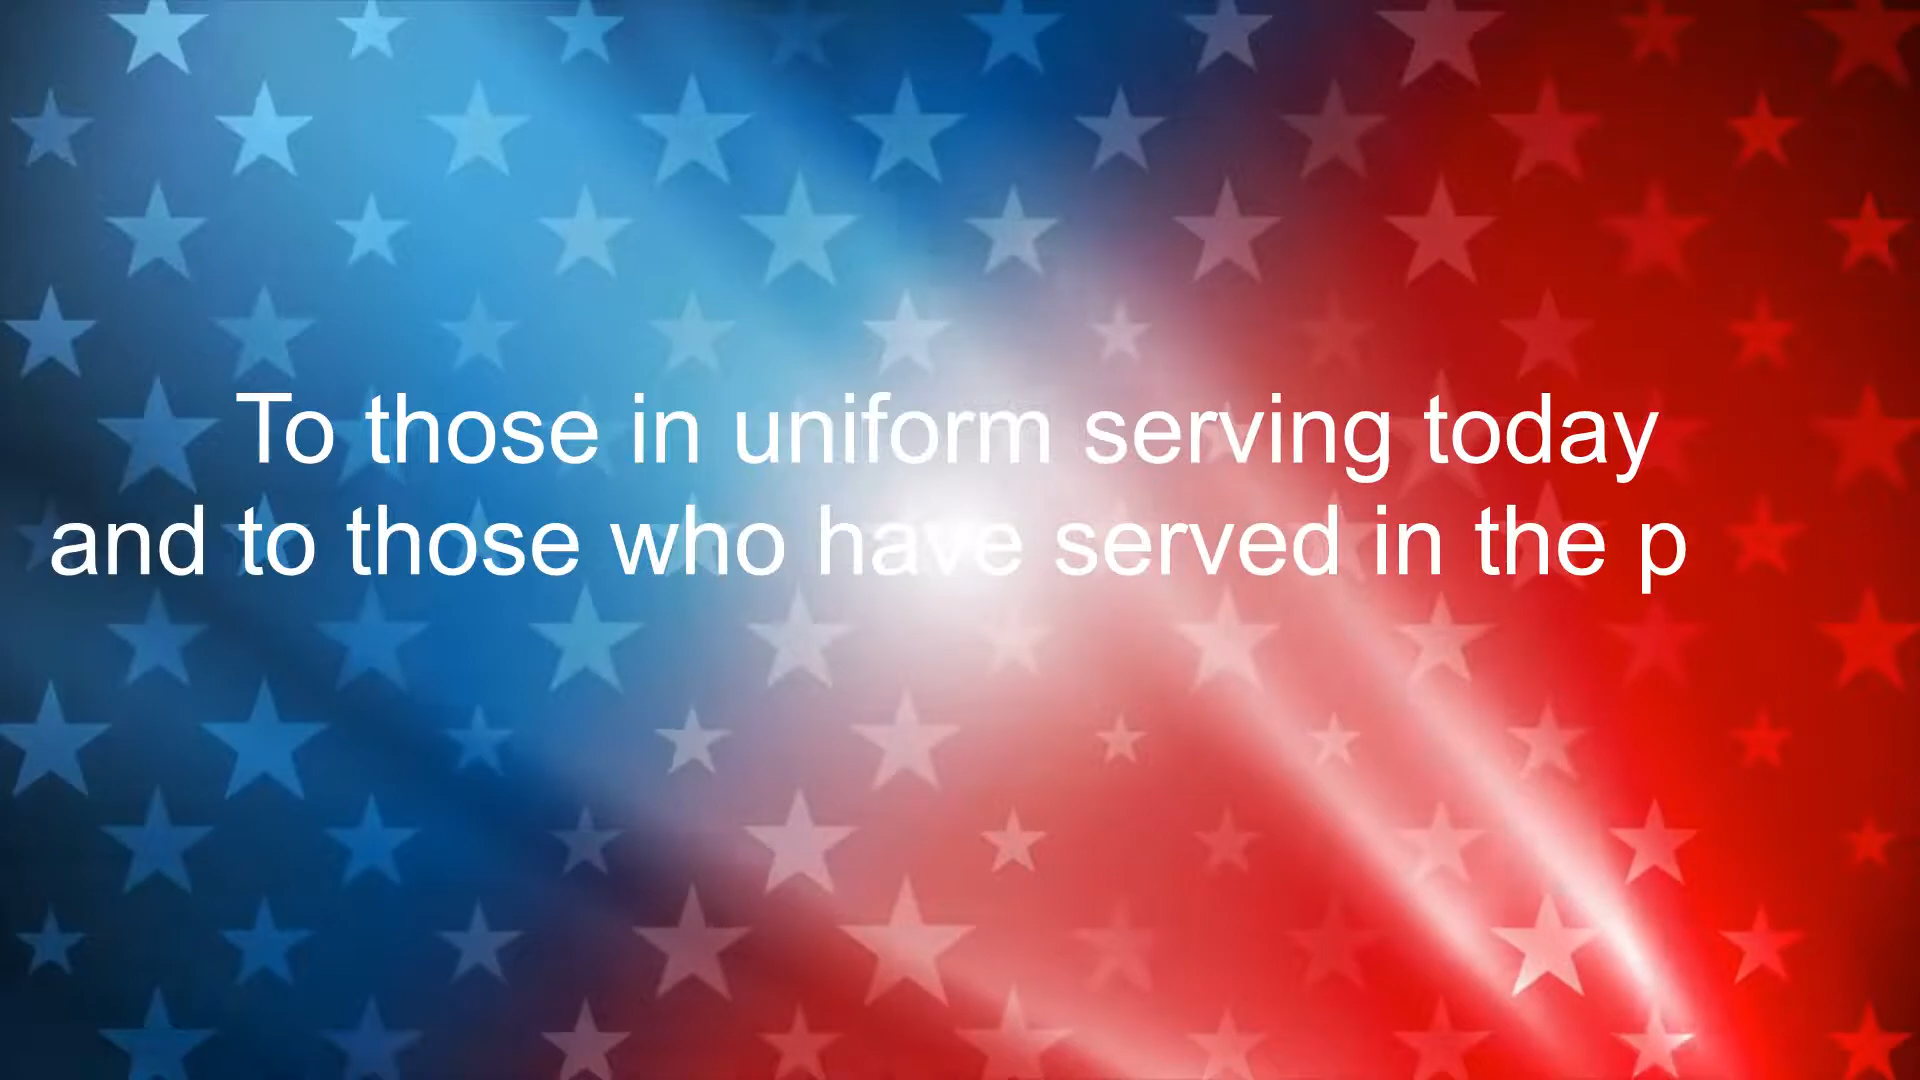 To those in uniform serving today
and to those who have served in the p